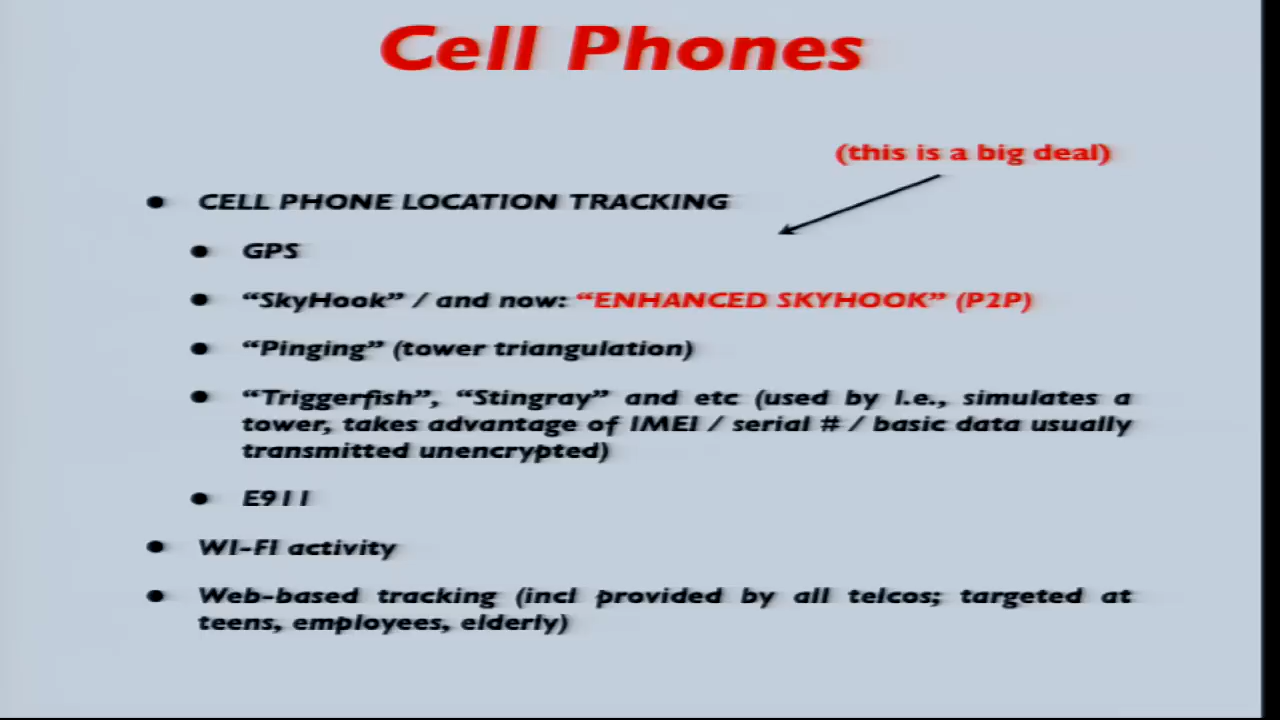 Cell Phones
(this is a big deal)
• CELL PHONE LOCATION TRACKING
• GPS
• “SkyHook” / and now: “ENHANCED SKYHOOK” (P2P)
• “Pinging” (tower triangulation)
• “Triggerfish”, “Stingray” and etc (used by l.e., simulates a
tower, takes advantage of IMEI / serial # / basic data usually
transmitted unencrypted)
• E911
• WI-FI activity
• Web-based tracking (incl provided by all telcos; targeted at
teens, employees, elderly)